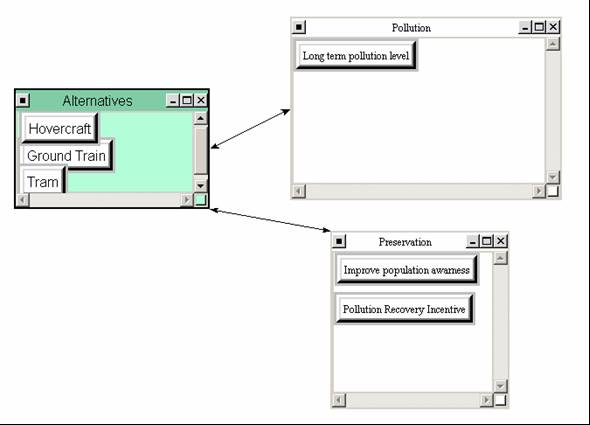 Pollution
Long term pollution level
Alternatives
Hovercraft
Ground Train
Tram
Preservation
Improve population awarness
Pollution Recovery Incentive